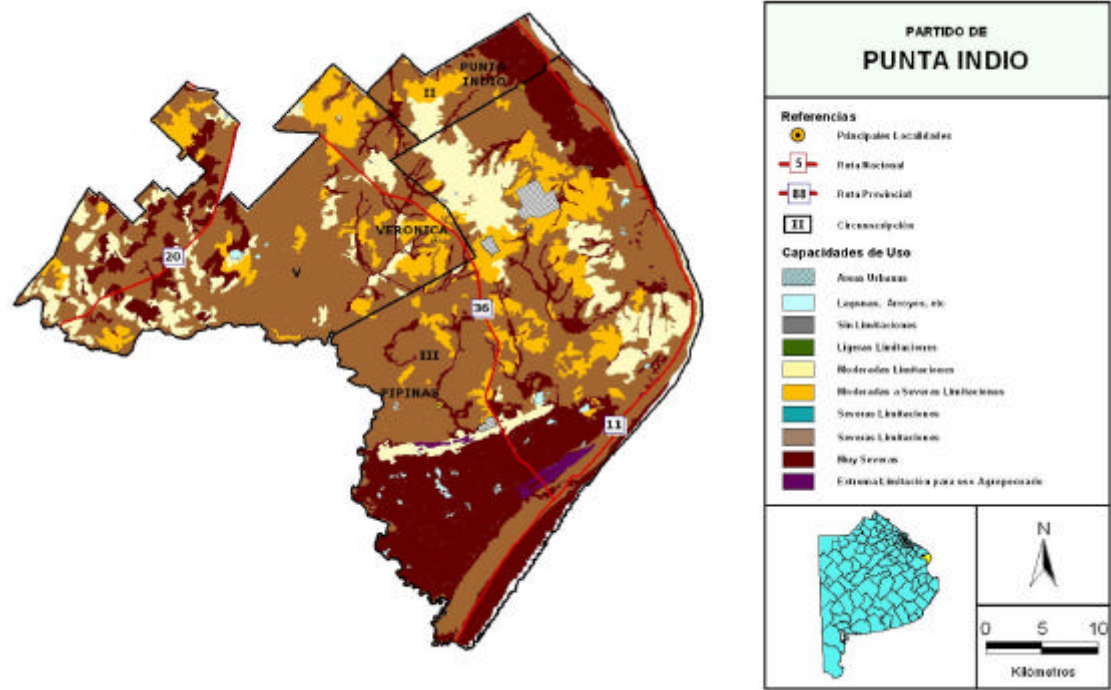 PUNTA
INDIO
II
VERONICA
20
V
36
III
PIPINAS
11
PARTIDO DE
PUNTA INDIO
Referencias
Principales Localidades
5 Ruta Nacional
88 Ruta Provincial
II Circunscripción
Capacidades de Uso
Areas Urbanas
Lagunas, Arroyos, etc
Sin Limitaciones
Ligeras Limitaciones
Moderadas Limitaciones
Moderadas a Severas Limitaciones
Severas Limitaciones
Severas Limitaciones
Muy Severas
Extrema Limitación para uso Agropecuario
N
0 5 10
Kilómetros